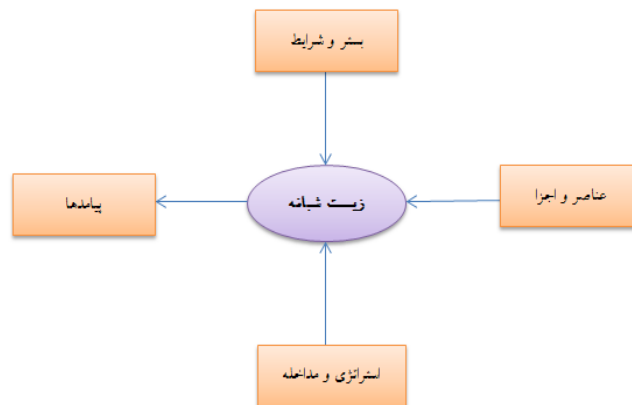 بستر و شرایط
عناصر و اجزا
زیست شبانه
پیامدها
استراتژی و مداخله